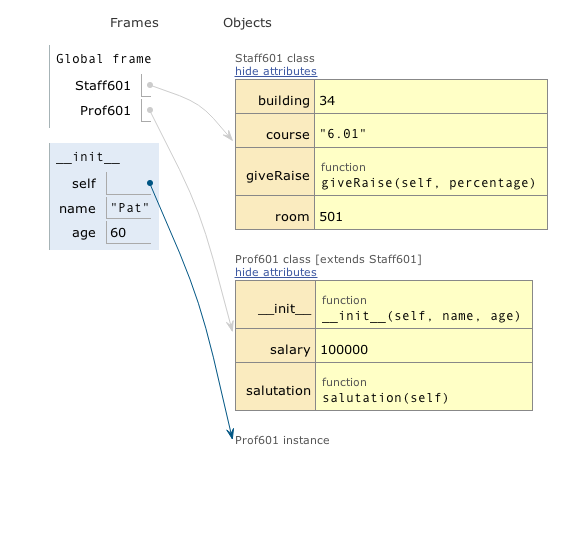 Frames
Objects
Global frame
Staff601
Prof601
__init__
self
name "Pat"
age 60
Staff601 class
hide attributes
building 34
course "6.01"
giveRaise function
giveRaise(self, percentage)
room 501
Prof601 class [extends Staff601]
hide attributes
__init__ function
__init__(self, name, age)
salary 100000
salutation function
salutation(self)
Prof601 instance